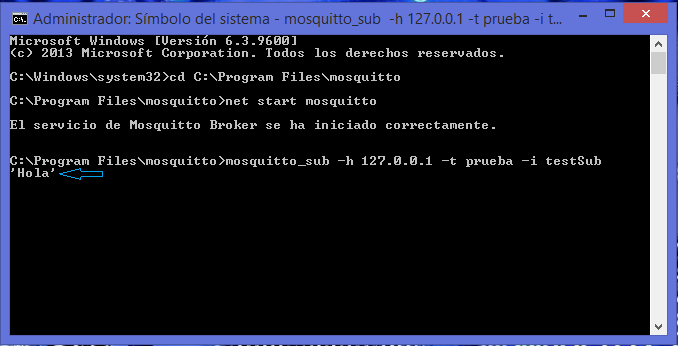 Administrador: Símbolo del sistema - mosquitto_sub -h 127.0.0.1 -t prueba -i t...
Microsoft Windows [Versión 6.3.9600]
(c) 2013 Microsoft Corporation. Todos los derechos reservados.
C:\Windows\system32>cd C:\Program Files\mosquitto
C:\Program Files\mosquitto>net start mosquitto
El servicio de Mosquitto Broker se ha iniciado correctamente.
C:\Program Files\mosquitto>mosquitto_sub -h 127.0.0.1 -t prueba -i testSub
'Hola'